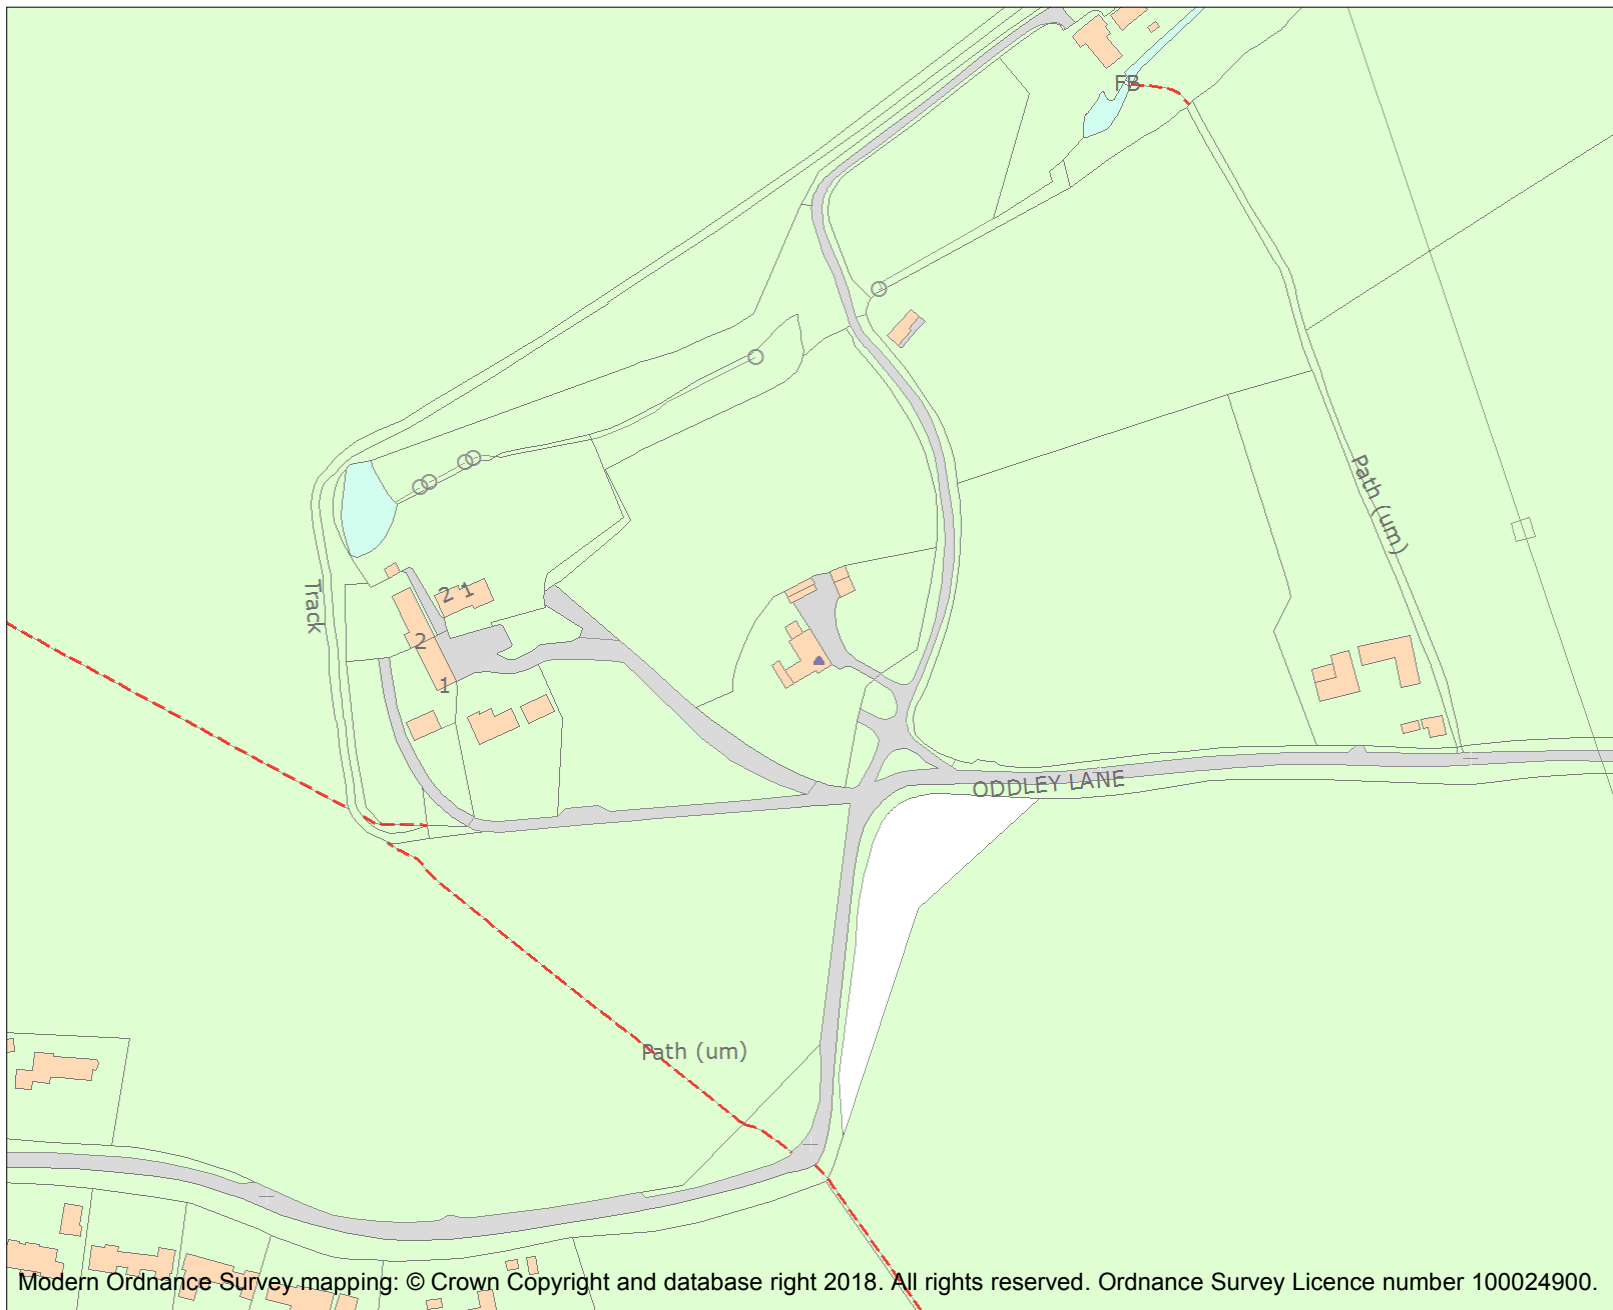 FB
Path (um)
Track
2 1
2
1
ODDLEY LANE
Path (um)
Modern Ordnance Survey mapping: © Crown Copyright and database right 2018. All rights reserved. Ordnance Survey Licence number 100024900.